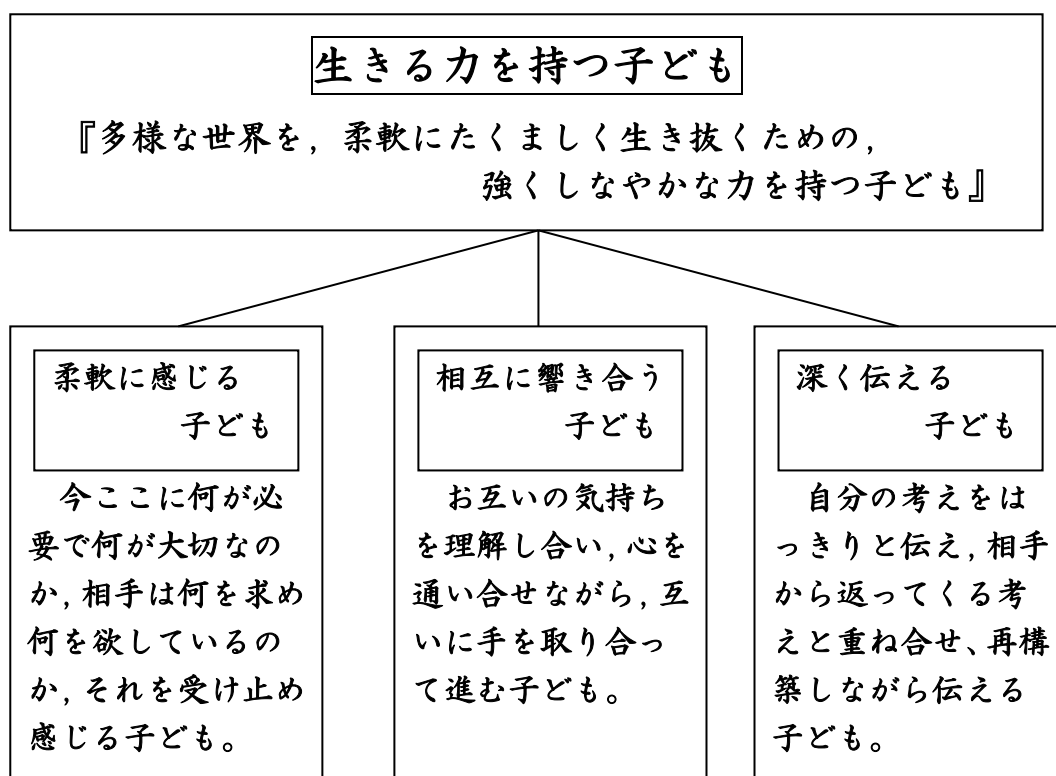 生きる力を持つ子ども
『多様な世界を，柔軟にたくましく生き抜くための，
強くしなやかな力を持つ子ども』
柔軟に感じる
子ども
今ここに何が必
要で何が大切なの
か，相手は何を求め
何を欲しているの
か，それを受け止め
感じる子ども。
相互に響き合う
子ども
お互いの気持ち
を理解し合い，心を
通い合せながら，互
いに手を取り合っ
て進む子ども。
深く伝える
子ども
自分の考えをは
っきりと伝え，相手
から返ってくる考
えと重ね合せ、再構
築しながら伝える
子ども。